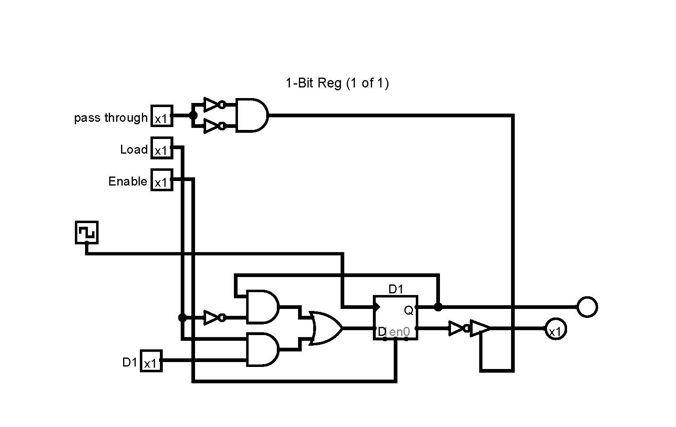 1-Bit Reg (1 of 1)
pass through x1
Load x1
Enable x1
D1
Q
D en0
x1
D1 x1